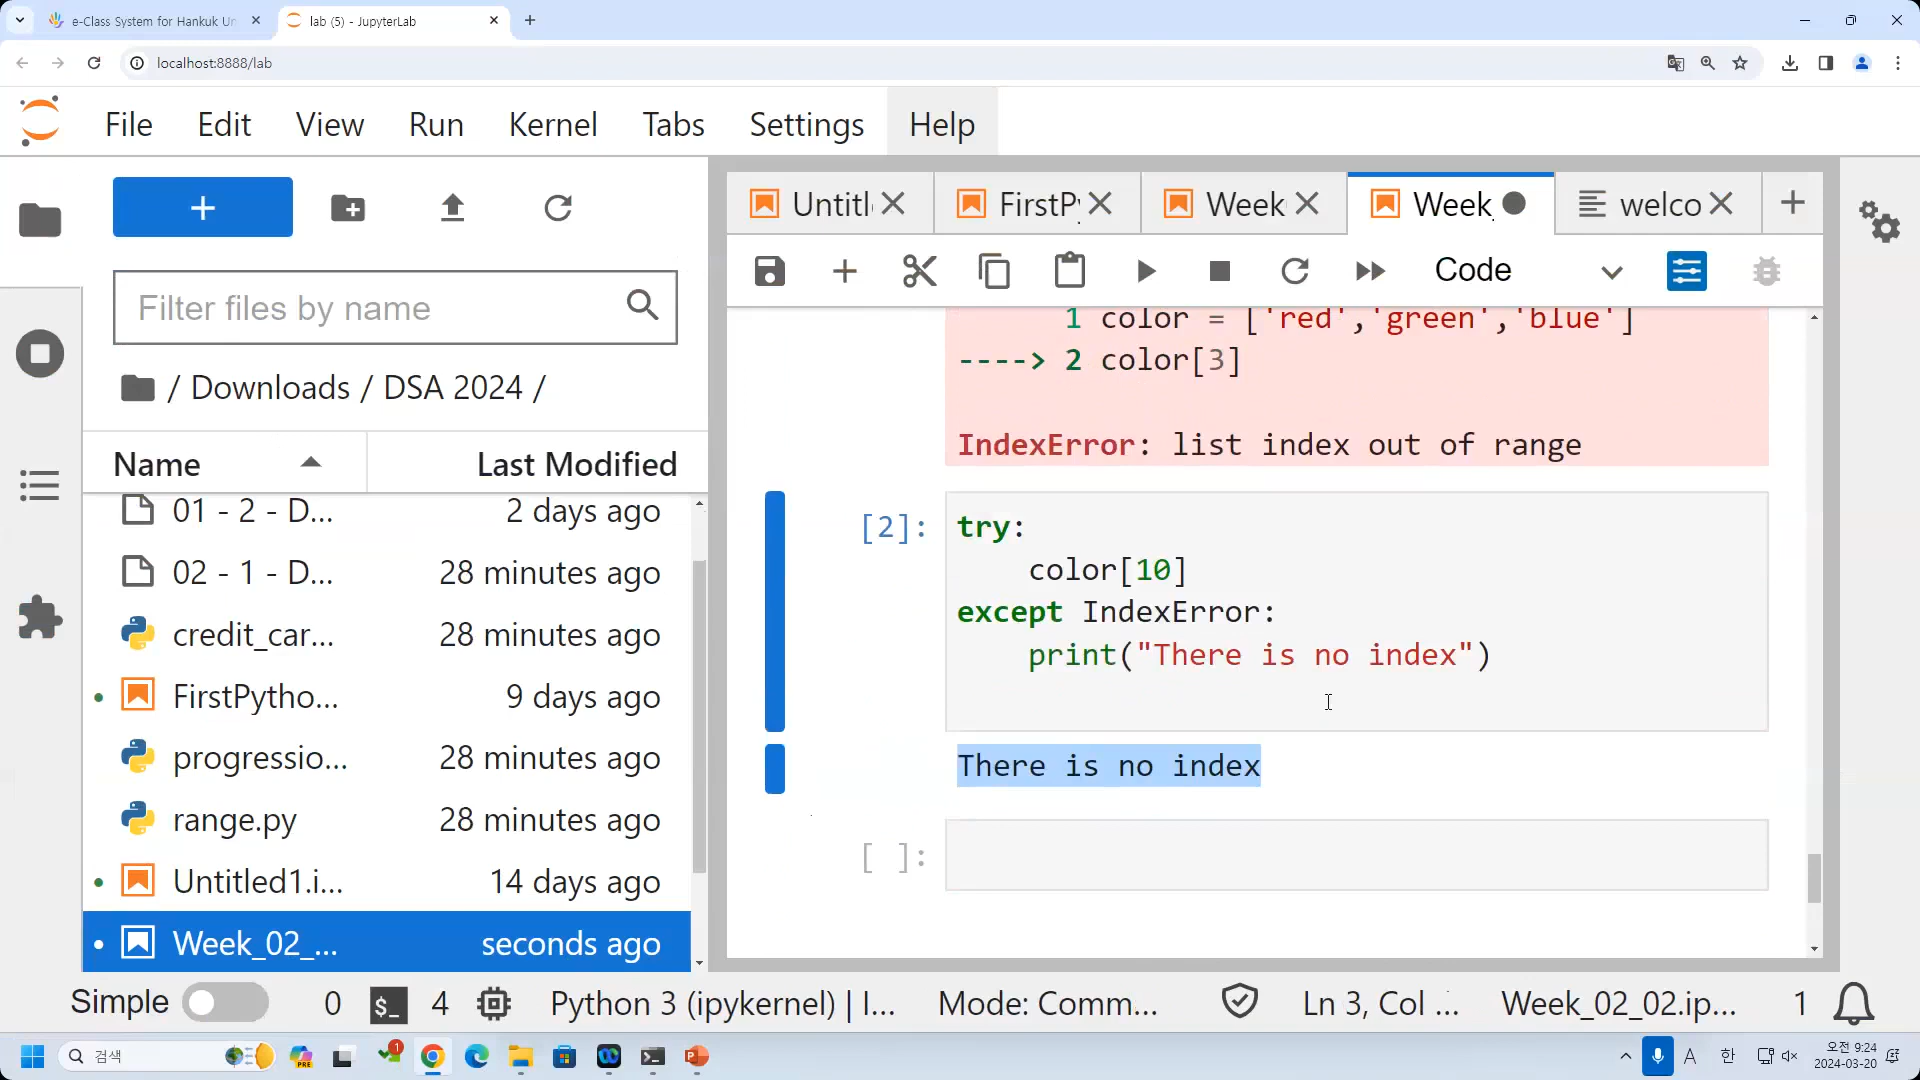 e-Class System for Hankuk Un
lab (5) - JupyterLab
localhost:8888/lab
File Edit View Run Kernel Tabs Settings Help
Untitl
FirstPy
Week
Week_
welco
Code
Filter files by name
/ Downloads / DSA 2024 /
Name Last Modified
01 - 2 - D... 2 days ago
02 - 1 - D... 28 minutes ago
credit_car... 28 minutes ago
FirstPytho... 9 days ago
progressio... 28 minutes ago
range.py 28 minutes ago
Untitled1.i... 14 days ago
Week_02_... seconds ago
1 color = ['red','green','blue']
----> 2 color[3]
IndexError: list index out of range
[2]: try:
color[10]
except IndexError:
print("There is no index")
There is no index
[ ]:
Simple 0 $_ 4 Python 3 (ipykernel) | I... Mode: Comm... Ln 3, Col ... Week_02_02.ip... 1
검색 PRE 1 A 한 오전 9:24
2024-03-20